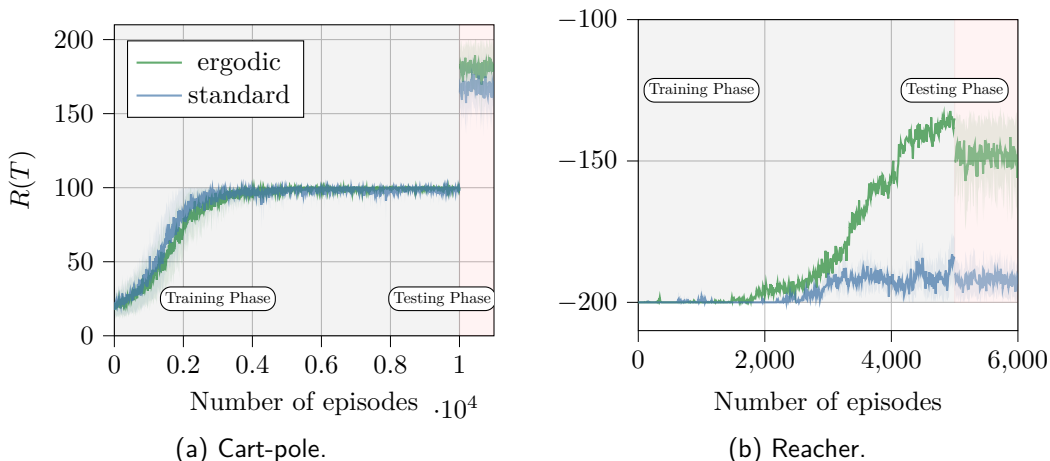 200
150
100
50
0
R(T)
ergodic
standard
Training Phase
Testing Phase
0 0.2 0.4 0.6 0.8 1
Number of episodes ·10⁴
(a) Cart-pole.
−100
−150
−200
Training Phase
Testing Phase
0 2,000 4,000 6,000
Number of episodes
(b) Reacher.